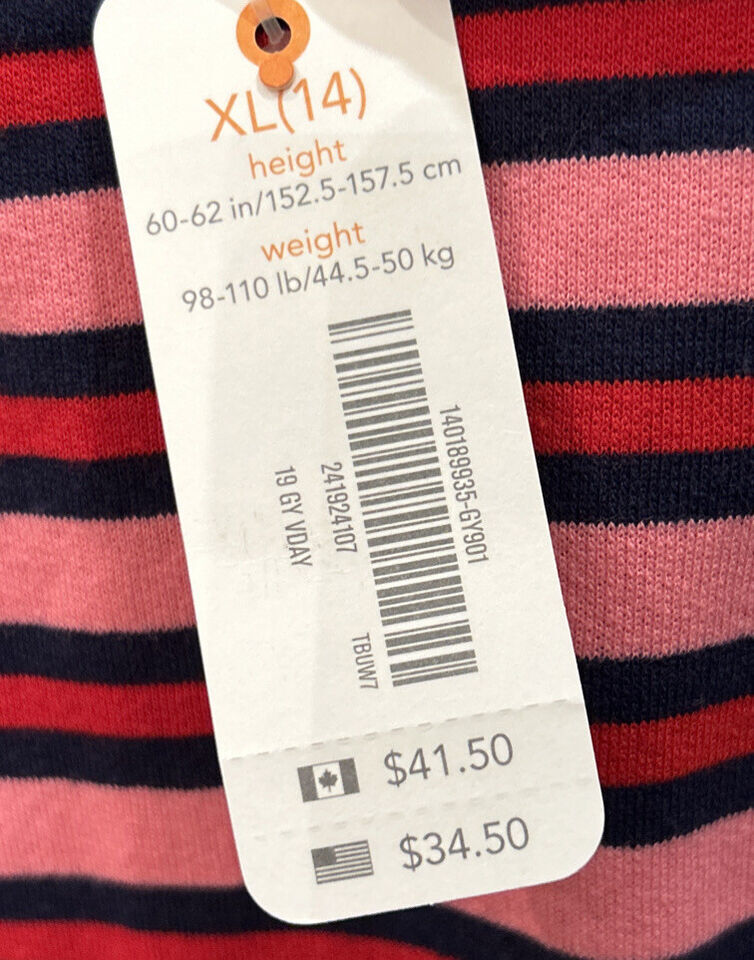 XL(14)
height
60-62 in/152.5-157.5 cm
weight
98-110 lb/44.5-50 kg
140189935-GY901
241924107
19 GY VDAY
TBUW7
$41.50
$34.50